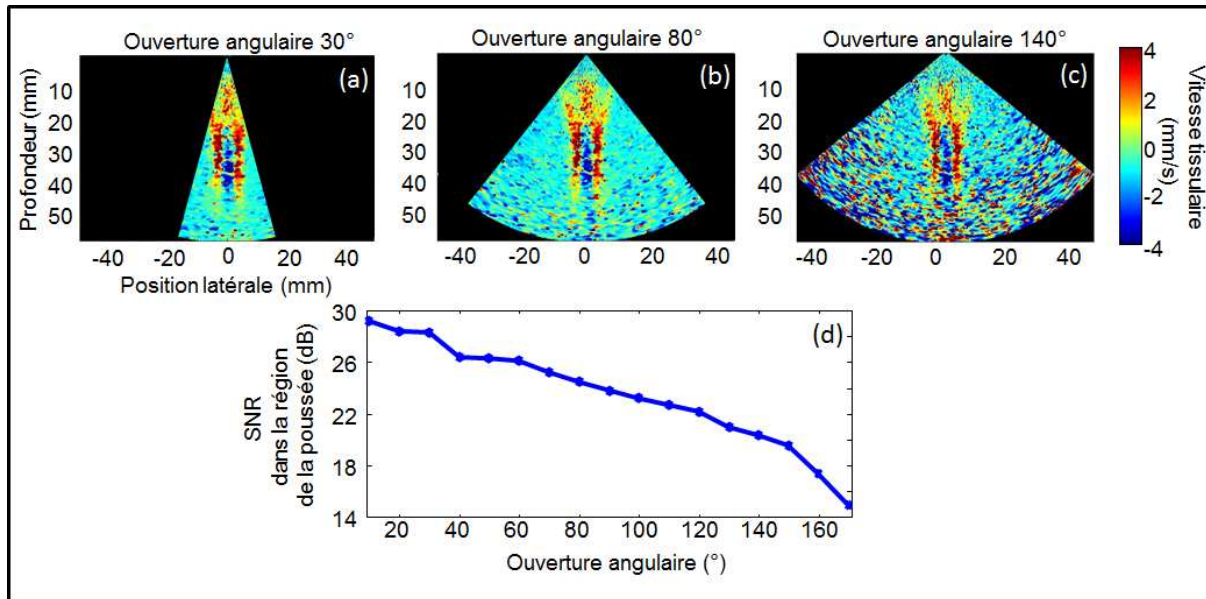 Ouverture angulaire 30°
Ouverture angulaire 80°
Ouverture angulaire 140°
(a)
(b)
(c)
Profondeur (mm)
10
20
30
40
50
10
20
30
40
50
10
20
30
40
50
4
2
0
-2
-4
Vitesse tissulaire
(mm/s)
-40 -20 0 20 40
-40 -20 0 20 40
-40 -20 0 20 40
Position latérale (mm)
(d)
SNR
dans la région
de la poussée (dB)
30
26
22
18
14
20 40 60 80 100 120 140 160
Ouverture angulaire (°)